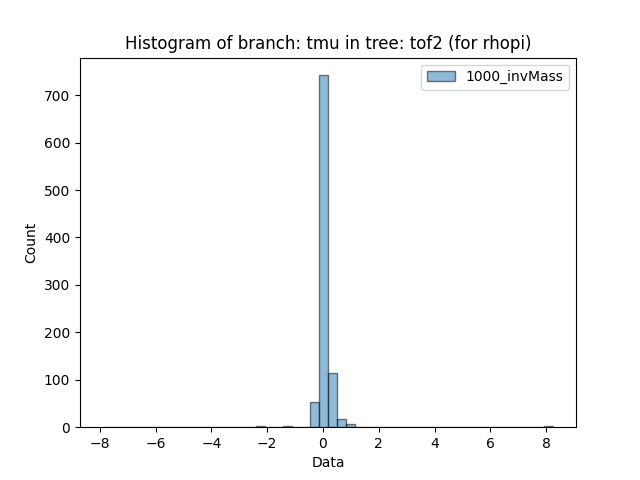 Histogram of branch: tmu in tree: tof2 (for rhopi)
1000_invMass
700
600
500
400
300
200
100
0
Count
−8 −6 −4 −2 0 2 4 6 8
Data